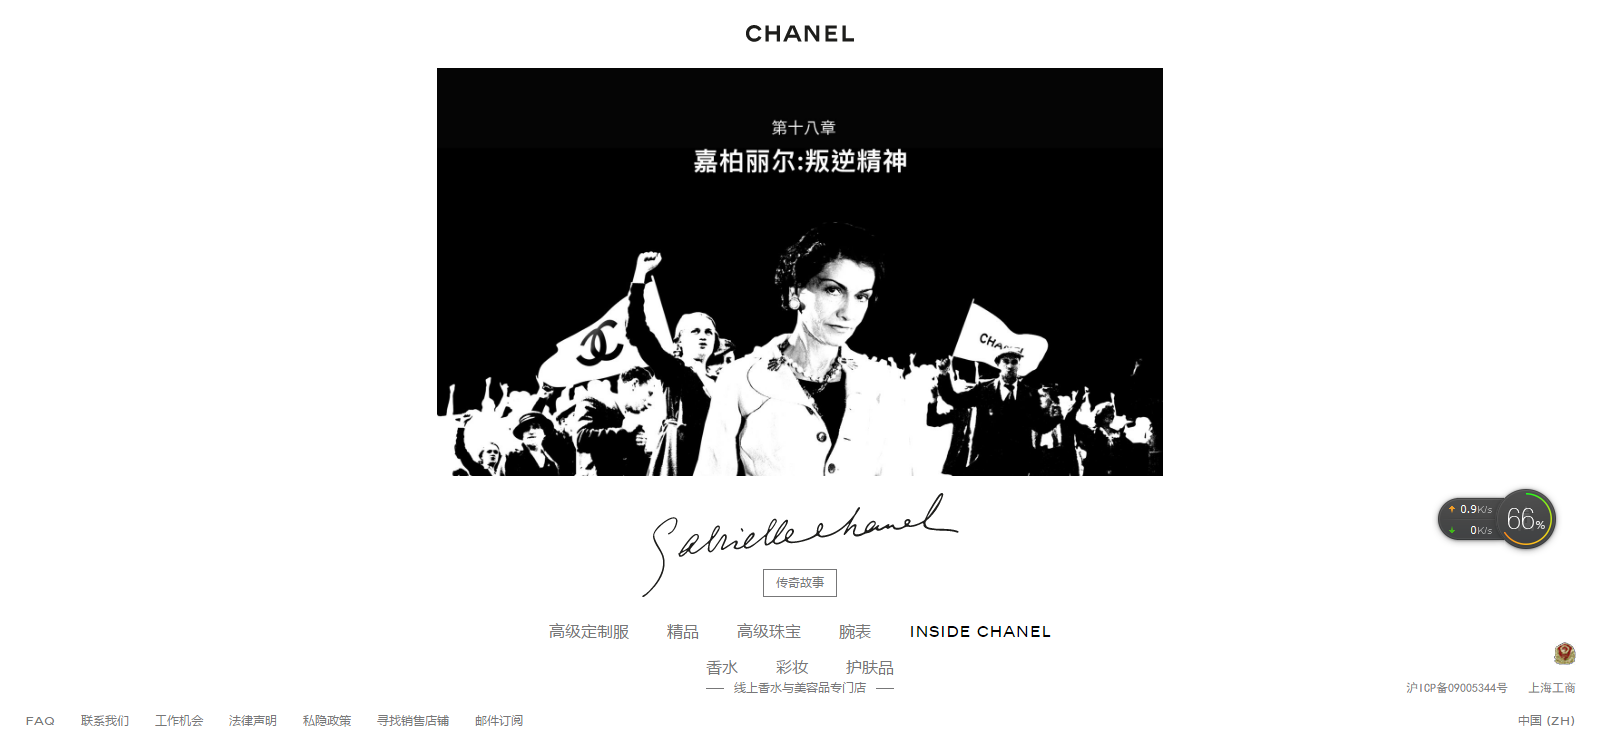 CHANEL
第十八章
嘉柏丽尔:叛逆精神
CHANEL
Gabrielle Chanel
0.9K/s
0K/s
66%
传奇故事
高级定制服 精品 高级珠宝 腕表 INSIDE CHANEL
香水 彩妆 护肤品
线上香水与美容品专门店
沪ICP备09005344号 上海工商
FAQ 联系我们 工作机会 法律声明 私隐政策 寻找销售店铺 邮件订阅
中国 (ZH)